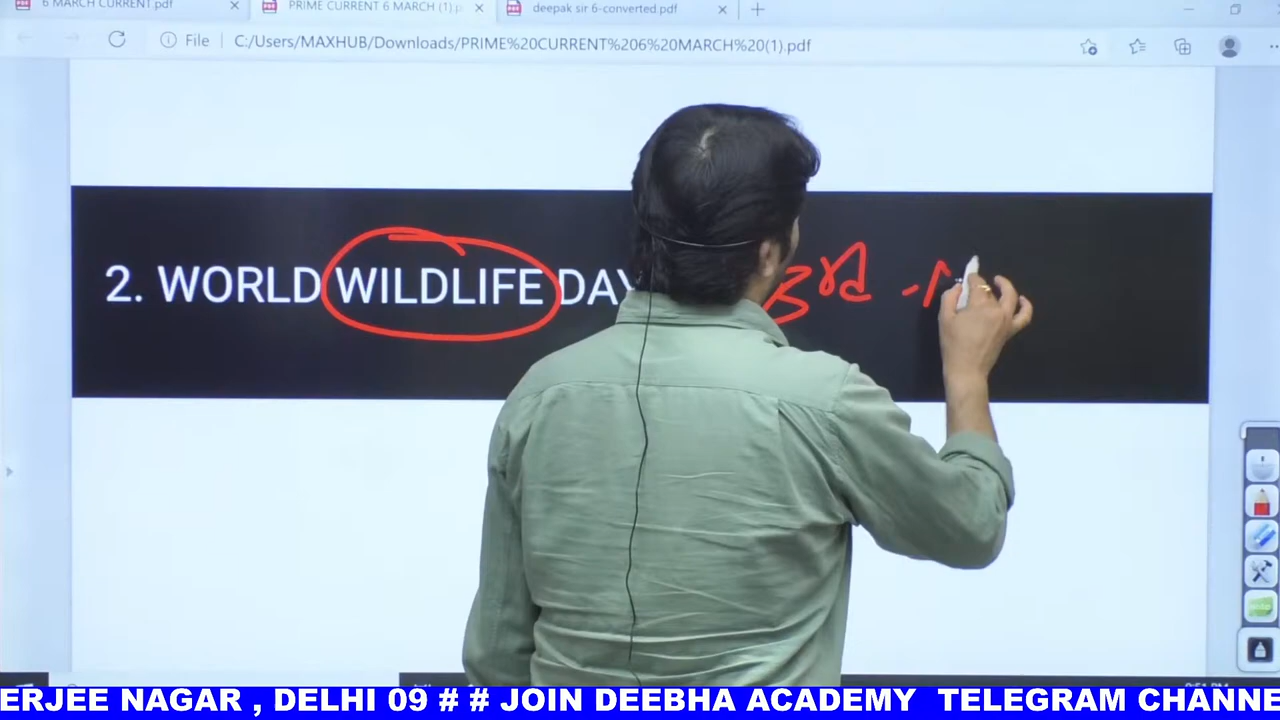 6 MARCH CURRENT.pdf
PRIME CURRENT 6 MARCH (1).p
deepak sir 6-converted.pdf
File
C:/Users/MAXHUB/Downloads/PRIME%20CURRENT%206%20MARCH%20(1).pdf
2. WORLD WILDLIFE DAY
3rd
ERJEE NAGAR , DELHI 09 # # JOIN DEEBHA ACADEMY TELEGRAM CHANNE